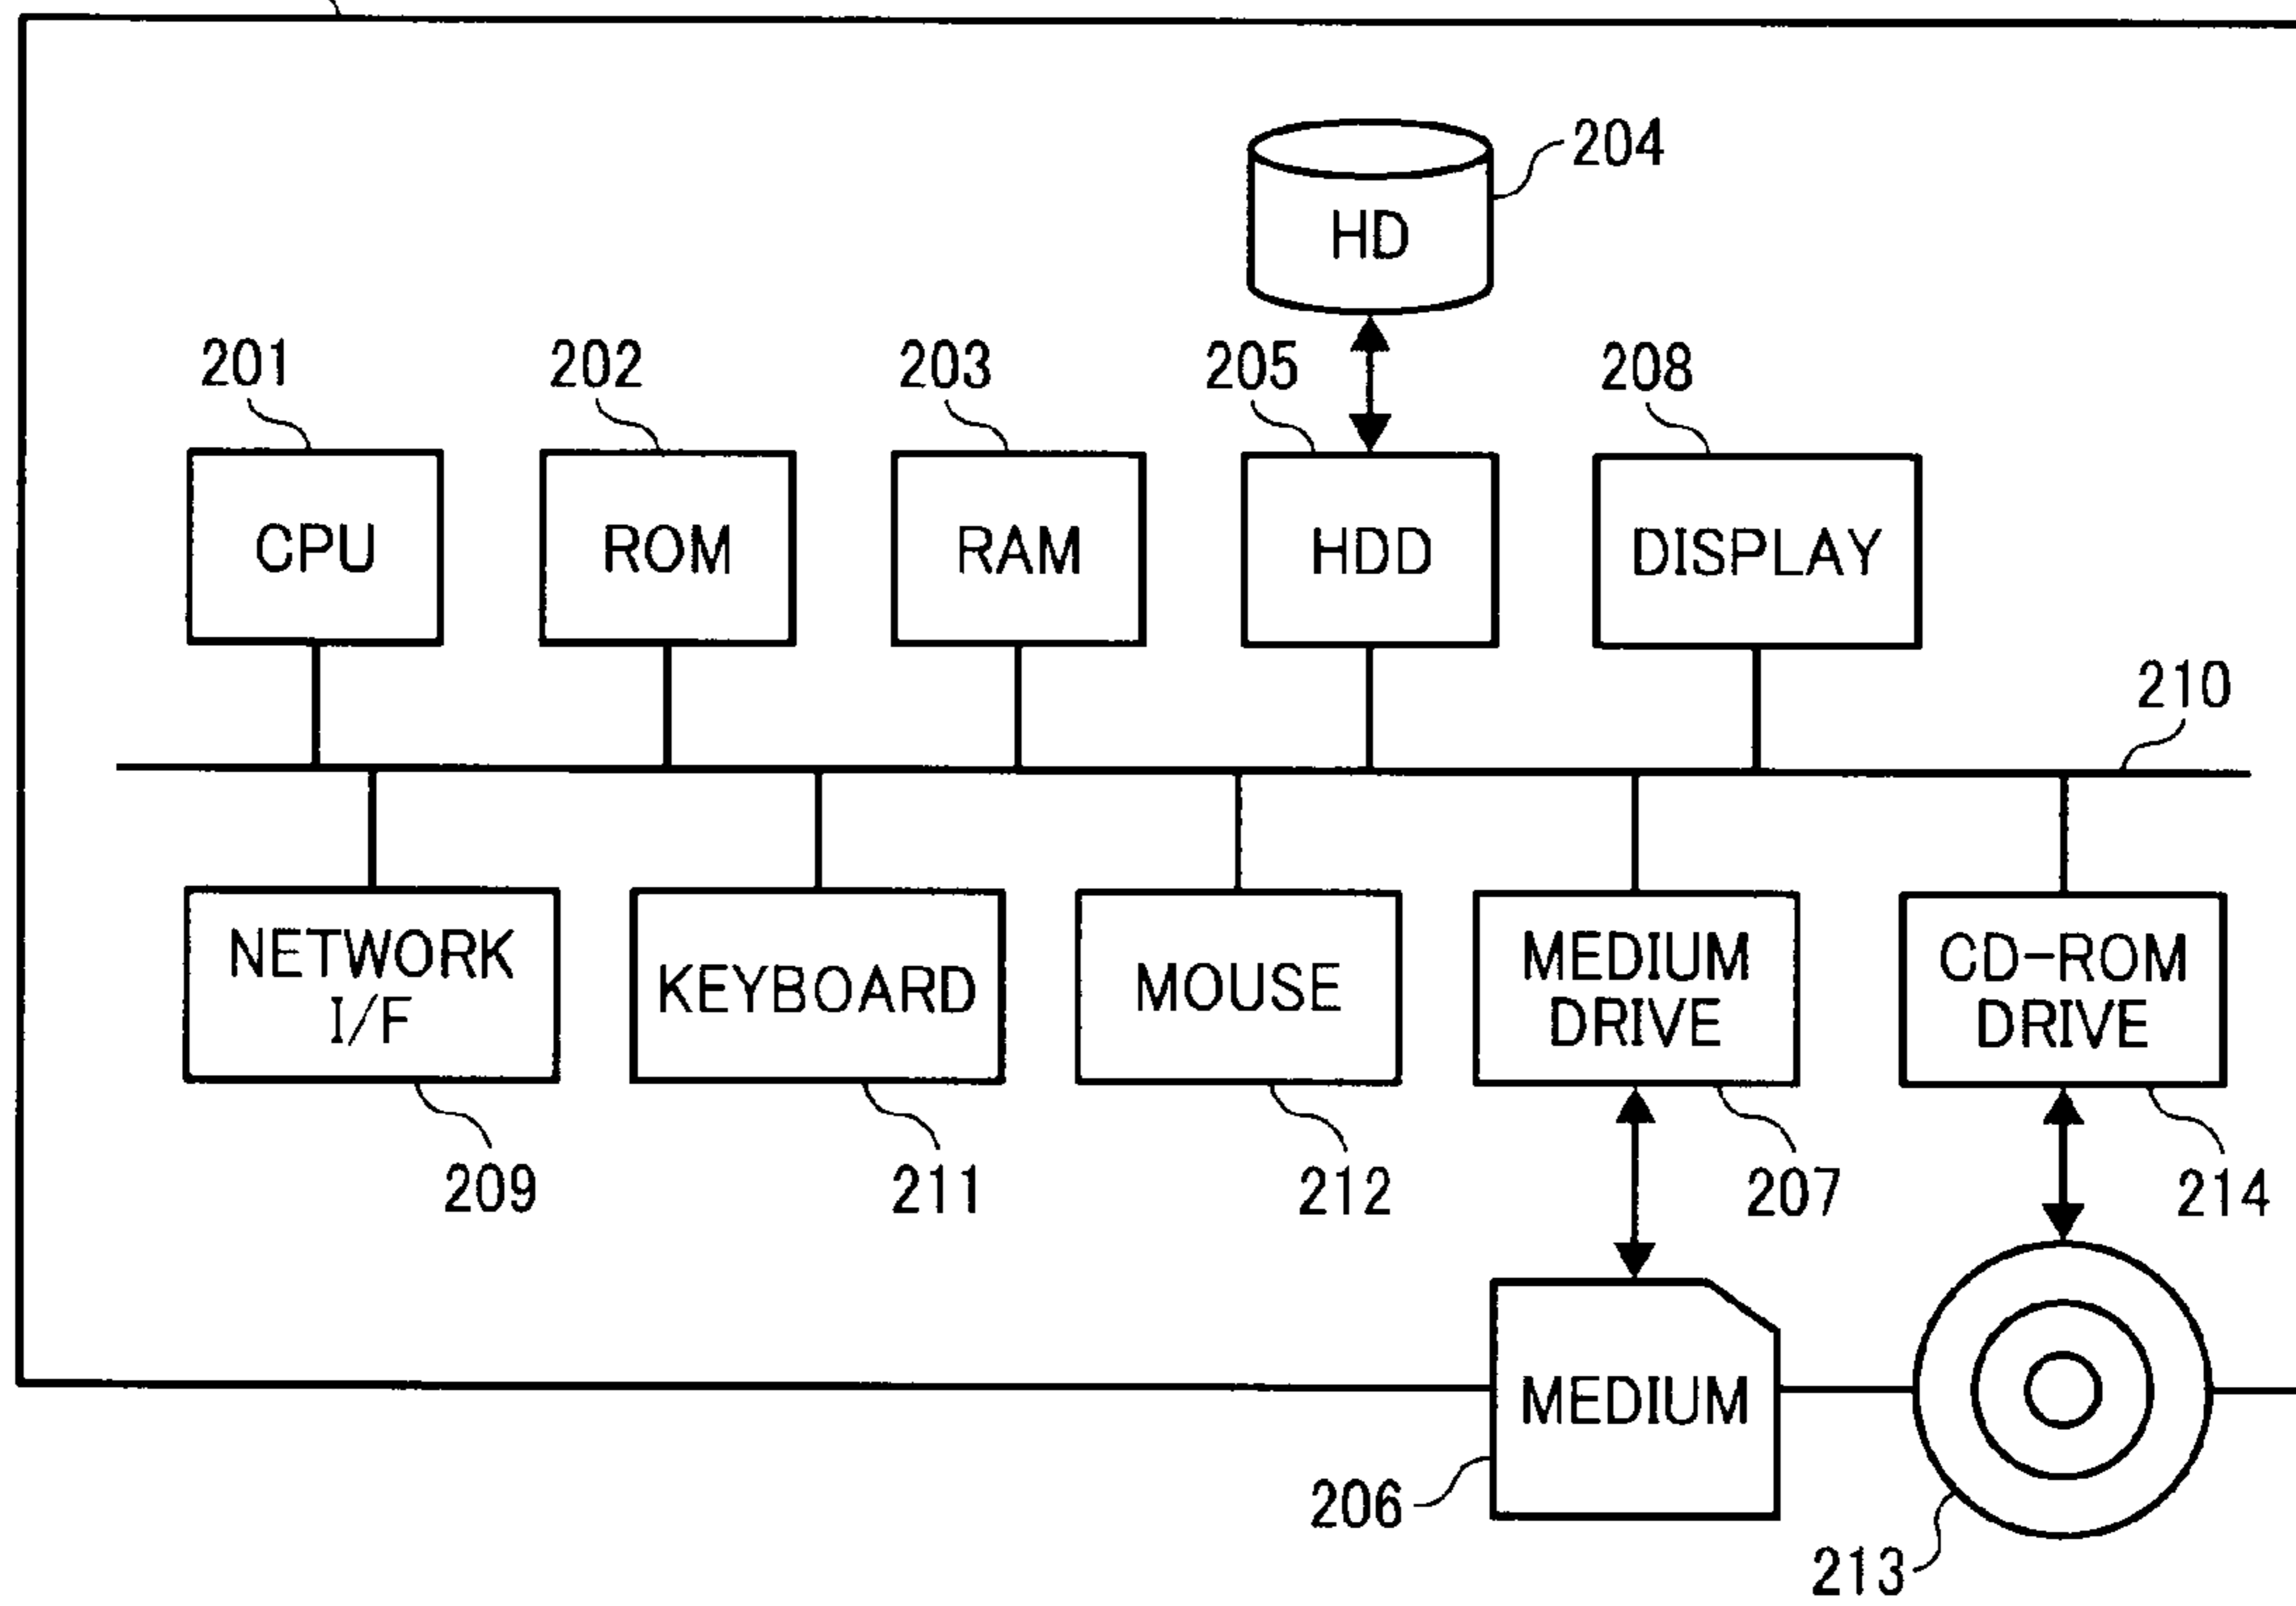 204
HD
201
202
203
205
208
CPU
ROM
RAM
HDD
DISPLAY
210
NETWORK
I/F
KEYBOARD
MOUSE
MEDIUM
DRIVE
CD-ROM
DRIVE
209
211
212
207
214
MEDIUM
206
213